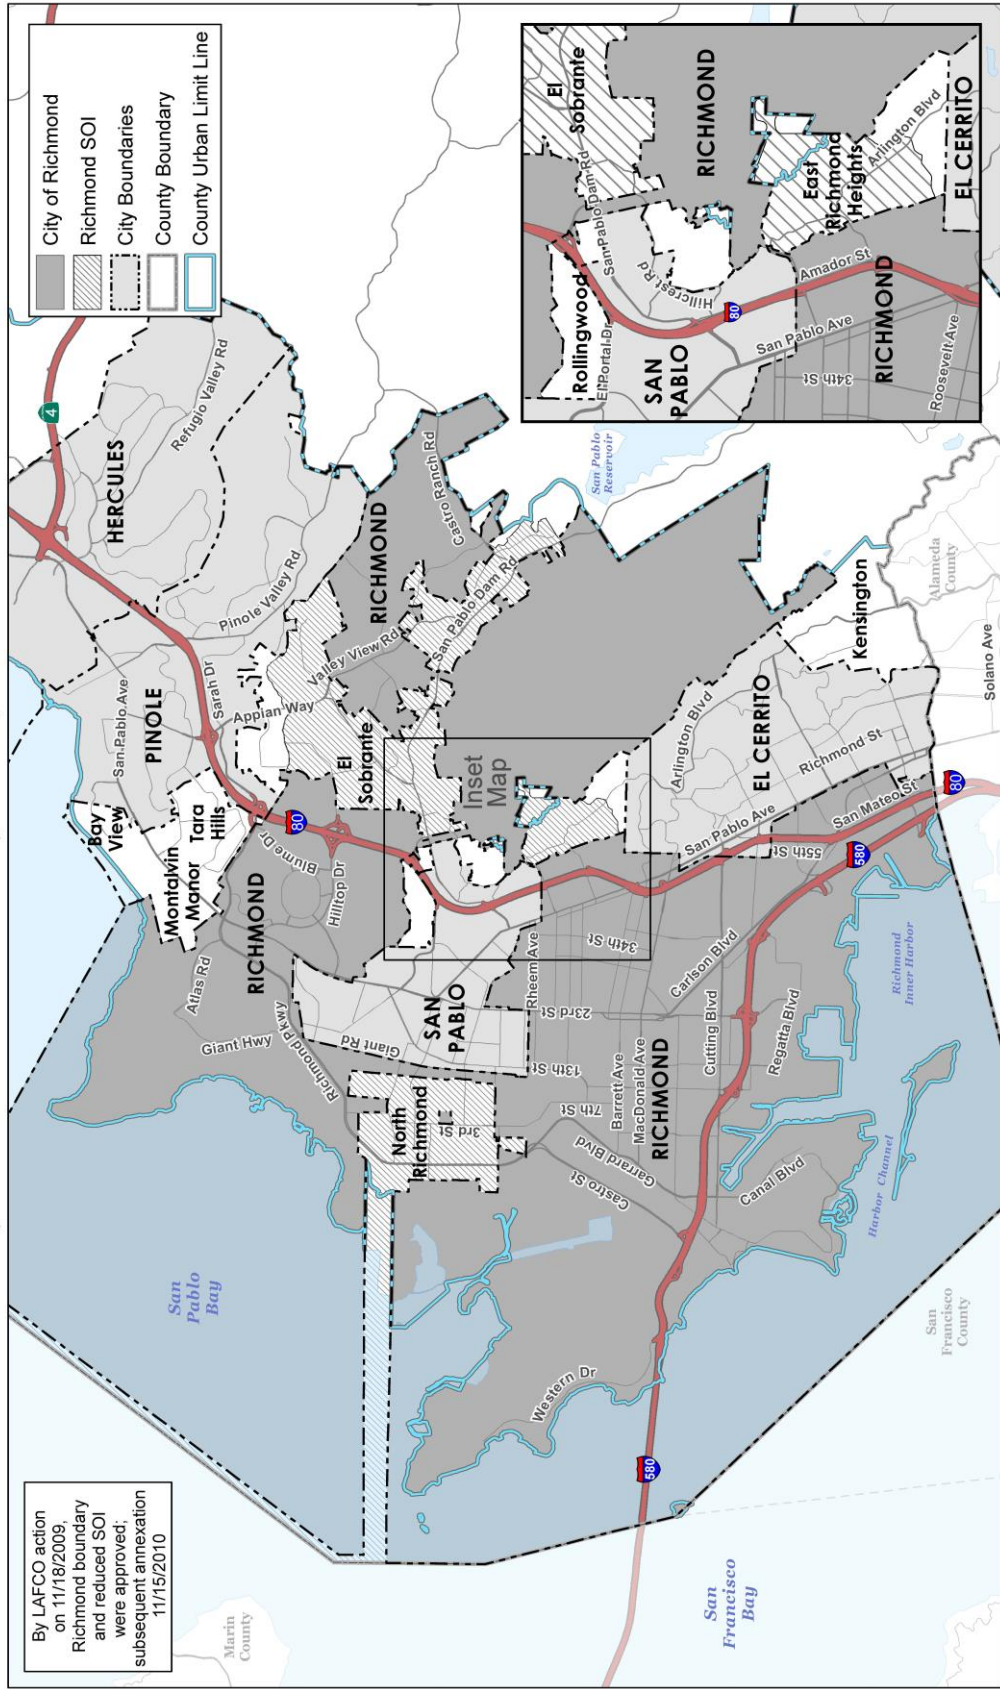 By LAFCO action
on 11/18/2009,
Richmond boundary
and reduced SOI
were approved;
subsequent annexation
11/15/2010
City of Richmond
Richmond SOI
City Boundaries
County Boundary
County Urban Limit Line
Marin
County
San
Pablo
Bay
San
Francisco
Bay
San
Francisco
County
Alameda
County
Bay
View
Montalvin
Manor
Tara
Hills
PINOLE
HERCULES
4
San Pablo Ave
Sarah Dr
Pinole Valley Rd
Refugio Valley Rd
Appian Way
Valley View Rd
Castro Ranch Rd
San Pablo Dam Rd
RICHMOND
El
Sobrante
80
Blume Dr
Hilltop Dr
RICHMOND
Atlas Rd
Giant Hwy
Richmond Pkwy
Giant Rd
SAN
PABLO
North
Richmond
3rd St
Inset
Map
Rheem Ave
34th St
23rd St
13th St
7th St
Barrett Ave
MacDonald Ave
RICHMOND
Garrard Blvd
Castro St
Canal Blvd
Western Dr
580
Cutting Blvd
Carlson Blvd
Regatta Blvd
Harbor Channel
Richmond
Inner Harbor
580
80
55th St
San Mateo St
San Pablo Ave
Richmond St
EL CERRITO
Arlington Blvd
Kensington
Solano Ave
San Pablo
Reservoir
Rollingwood
El Portal Dr
San Pablo Dam Rd
El
Sobrante
RICHMOND
SAN
PABLO
Hillcrest Rd
80
East
Richmond
Heights
Arlington Blvd
EL CERRITO
Amador St
San Pablo Ave
34th St
RICHMOND
Roosevelt Ave